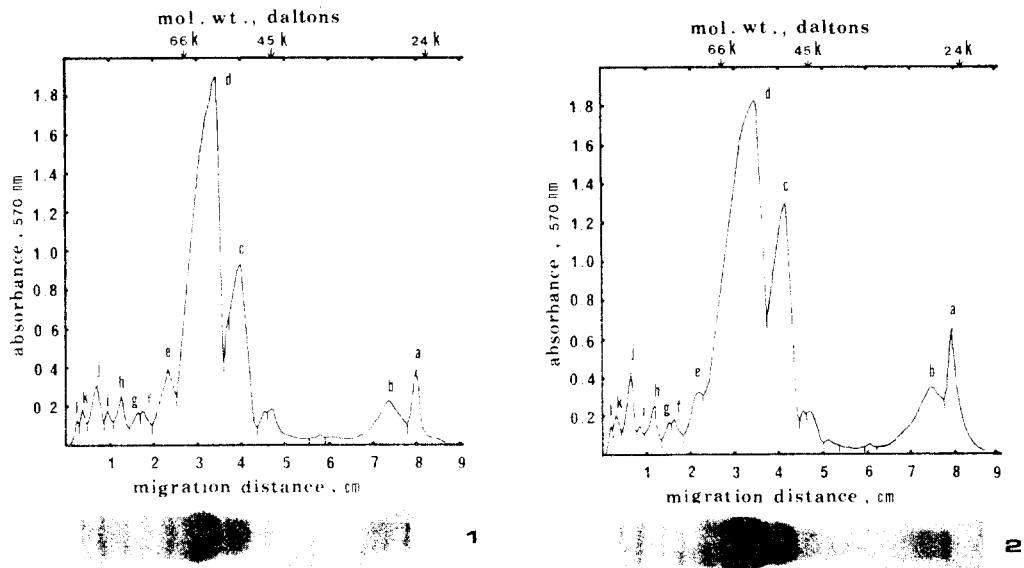 mol. wt., daltons
66k 45k 24k
absorbance, 570 nm
1.8
1.6
1.4
1.2
1.0
0.8
0.6
0.4
0.2
d
c
e
a
b
j
k
l
i
h
g
f
1 2 3 4 5 6 7 8 9
migration distance, cm
1
mol. wt., daltons
66k 45k 24k
absorbance, 570 nm
1.8
1.6
1.4
1.2
1.0
0.8
0.6
0.4
0.2
d
c
a
b
e
j
k
l
i
h
g
f
1 2 3 4 5 6 7 8 9
migration distance, cm
2